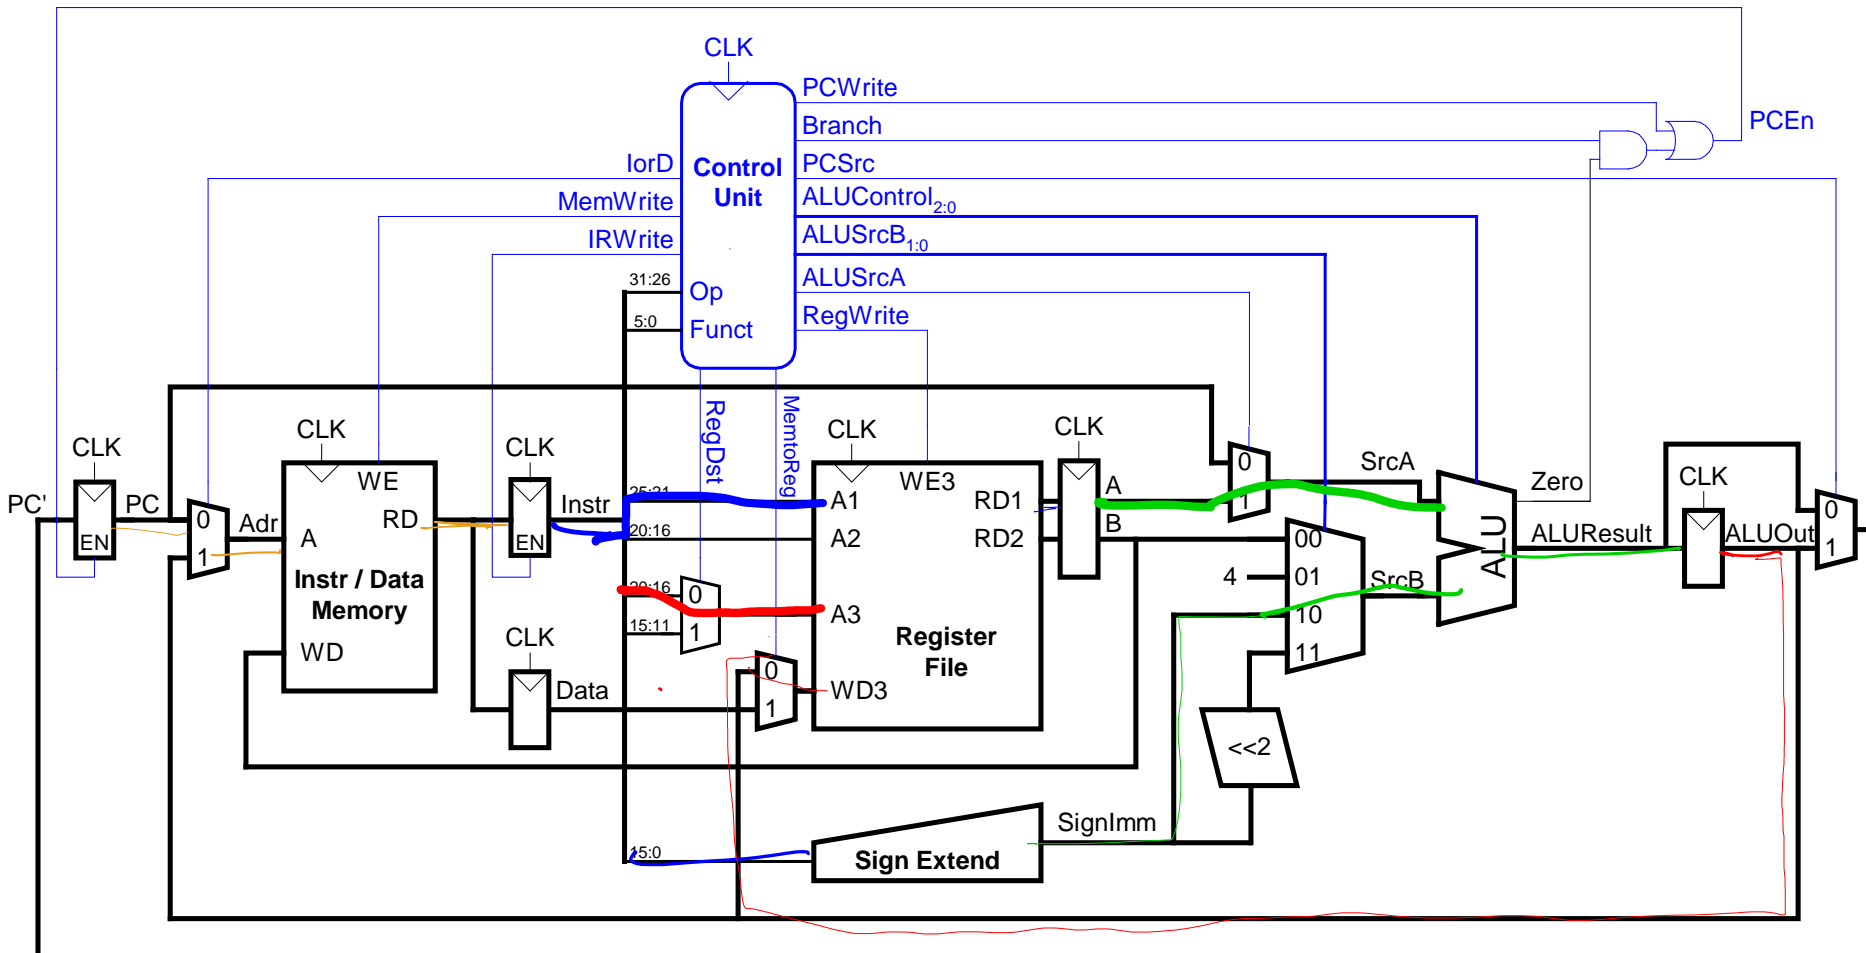 CLK
PCWrite
Branch
PCEn
IorD
Control
Unit
PCSrc
MemWrite
ALUControl2:0
IRWrite
ALUSrcB1:0
31:26
Op
ALUSrcA
5:0
Funct
RegWrite
RegDst
MemtoReg
CLK
CLK
CLK
CLK
CLK
CLK
PC'
PC
EN
0
1
Adr
A
WE
RD
Instr / Data
Memory
WD
EN
Instr
25:21
A1
WE3
RD1
A
0
1
SrcA
Zero
ALU
ALUResult
ALUOut
0
1
20:16
A2
RD2
B
00
4
01
SrcB
10
11
20:16
0
A3
15:11
1
Register
File
CLK
Data
0
1
WD3
<<2
SignImm
15:0
Sign Extend